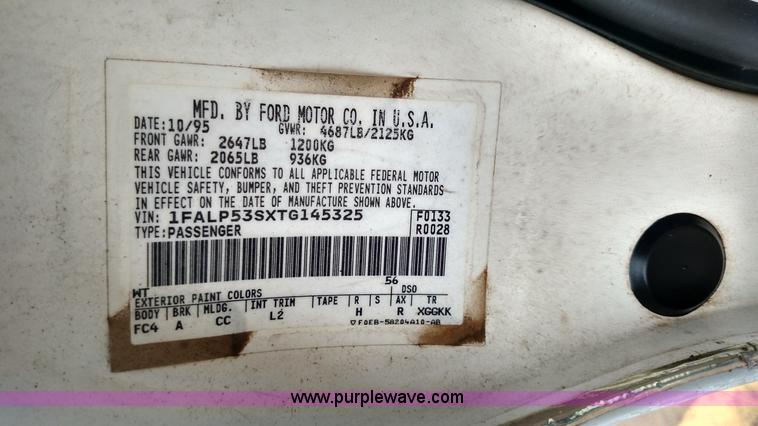 MFD. BY FORD MOTOR CO. IN U.S.A.
DATE: 10/95 GVWR: 4687LB/2125KG
FRONT GAWR: 2647LB 1200KG
REAR GAWR: 2065LB 936KG
THIS VEHICLE CONFORMS TO ALL APPLICABLE FEDERAL MOTOR
VEHICLE SAFETY, BUMPER, AND THEFT PREVENTION STANDARDS
IN EFFECT ON THE DATE OF MANUFACTURE SHOWN ABOVE.
VIN: 1FALP53SXTG145325 F0133
TYPE: PASSENGER R0028
56
WT DSO
EXTERIOR PAINT COLORS
BODY BRK MLDG. INT TRIM TAPE R S AX TR
FC4 A CC L2 H R XGGKK
▽F0EB-58204A10-AB
www.purplewave.com